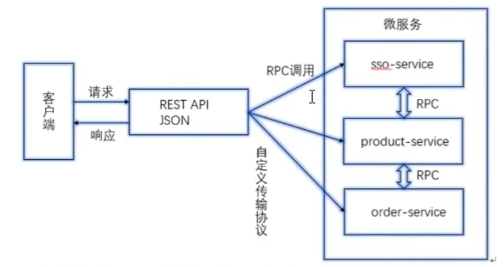 微服务
客户端
请求
响应
REST API
JSON
RPC调用
自定义传输协议
sso-service
RPC
product-service
RPC
order-service